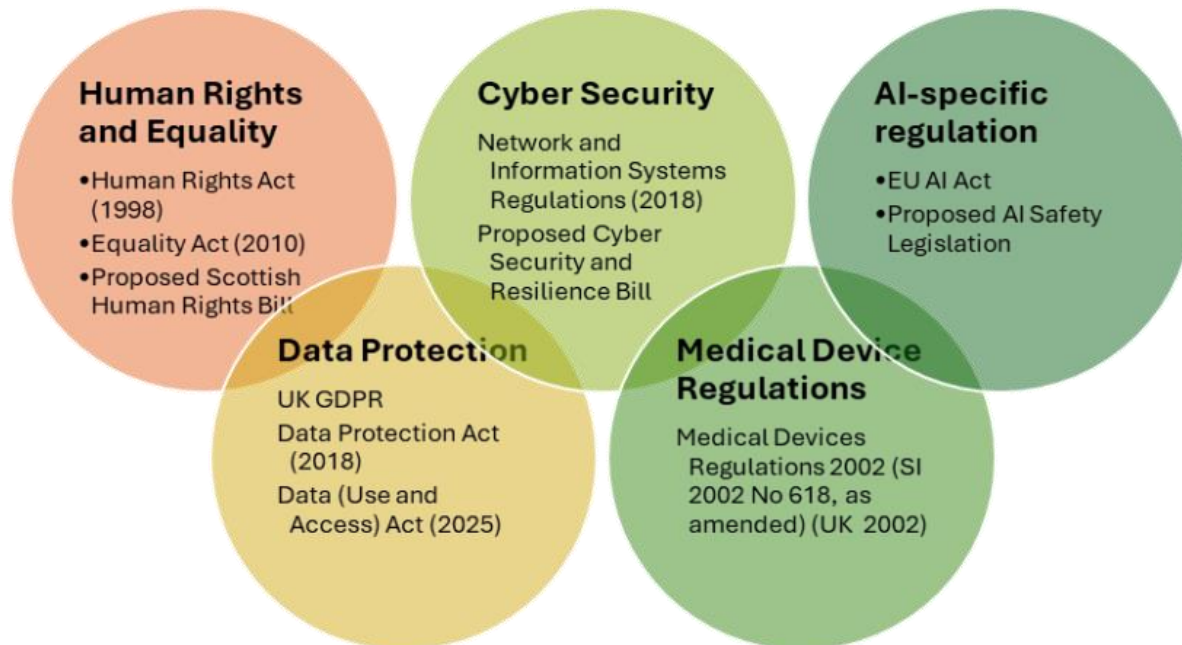 Human Rights
and Equality
•Human Rights Act
(1998)
•Equality Act (2010)
•Proposed Scottish
Human Rights Bill
Data Protection
UK GDPR
Data Protection Act
(2018)
Data (Use and
Access) Act (2025)
Cyber Security
Network and
Information Systems
Regulations (2018)
Proposed Cyber
Security and
Resilience Bill
Medical Device
Regulations
Medical Devices
Regulations 2002 (SI
2002 No 618, as
amended) (UK 2002)
AI-specific
regulation
•EU AI Act
•Proposed AI Safety
Legislation